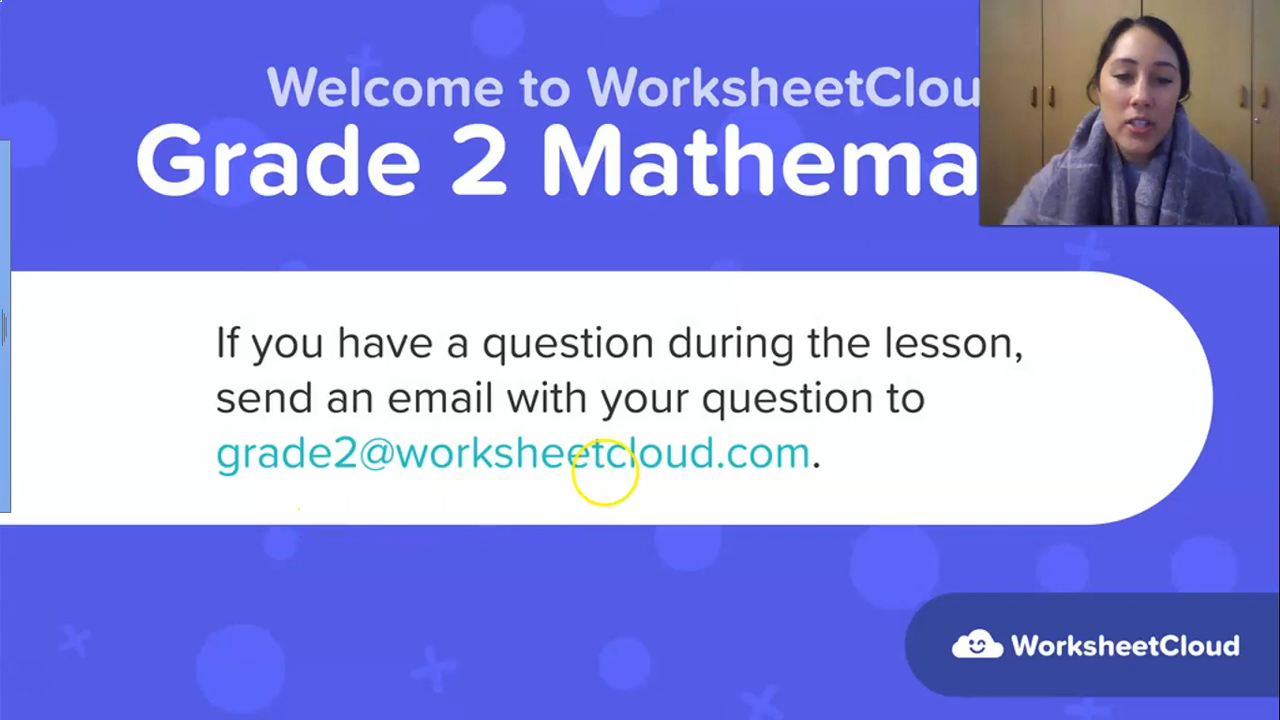 Welcome to WorksheetClou
Grade 2 Mathema
If you have a question during the lesson,
send an email with your question to
grade2@worksheetcloud.com.
WorksheetCloud